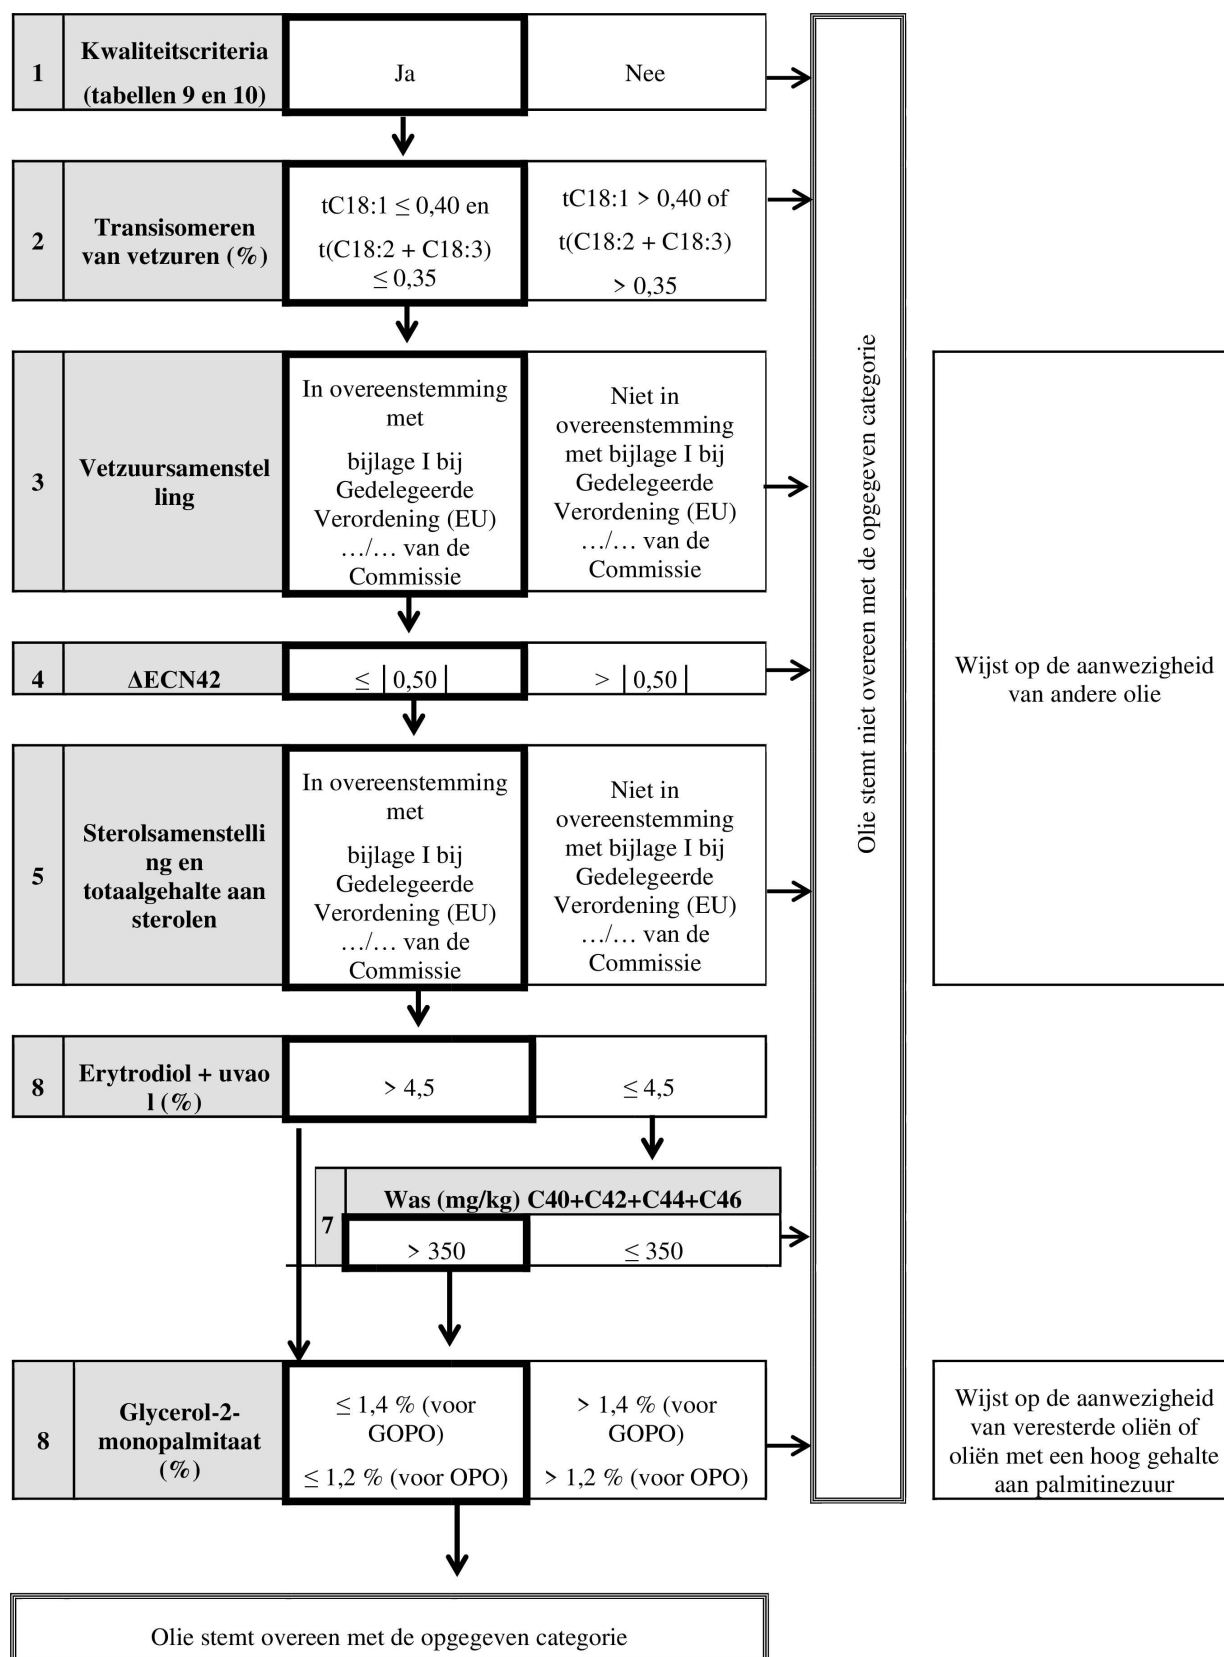 1
Kwaliteitscriteria
(tabellen 9 en 10)
Ja
Nee
2
Transisomeren
van vetzuren (%)
tC18:1 ≤ 0,40 en
t(C18:2 + C18:3)
≤ 0,35
tC18:1 > 0,40 of
t(C18:2 + C18:3)
> 0,35
3
Vetzuursamenstel
ling
In overeenstemming
met
bijlage I bij
Gedelegeerde
Verordening (EU)
…/… van de
Commissie
Niet in
overeenstemming
met bijlage I bij
Gedelegeerde
Verordening (EU)
…/… van de
Commissie
4
ΔECN42
≤ |0,50|
> |0,50|
5
Sterolsamenstelli
ng en
totaalgehalte aan
sterolen
In overeenstemming
met
bijlage I bij
Gedelegeerde
Verordening (EU)
…/… van de
Commissie
Niet in
overeenstemming
met bijlage I bij
Gedelegeerde
Verordening (EU)
…/… van de
Commissie
8
Erytrodiol + uvao
l (%)
> 4,5
≤ 4,5
7
Was (mg/kg) C40+C42+C44+C46
> 350
≤ 350
8
Glycerol-2-
monopalmitaat
(%)
≤ 1,4 % (voor
GOPO)
≤ 1,2 % (voor OPO)
> 1,4 % (voor
GOPO)
> 1,2 % (voor OPO)
Olie stemt niet overeen met de opgegeven categorie
Wijst op de aanwezigheid
van andere olie
Wijst op de aanwezigheid
van veresterde oliën of
oliën met een hoog gehalte
aan palmitinezuur
Olie stemt overeen met de opgegeven categorie